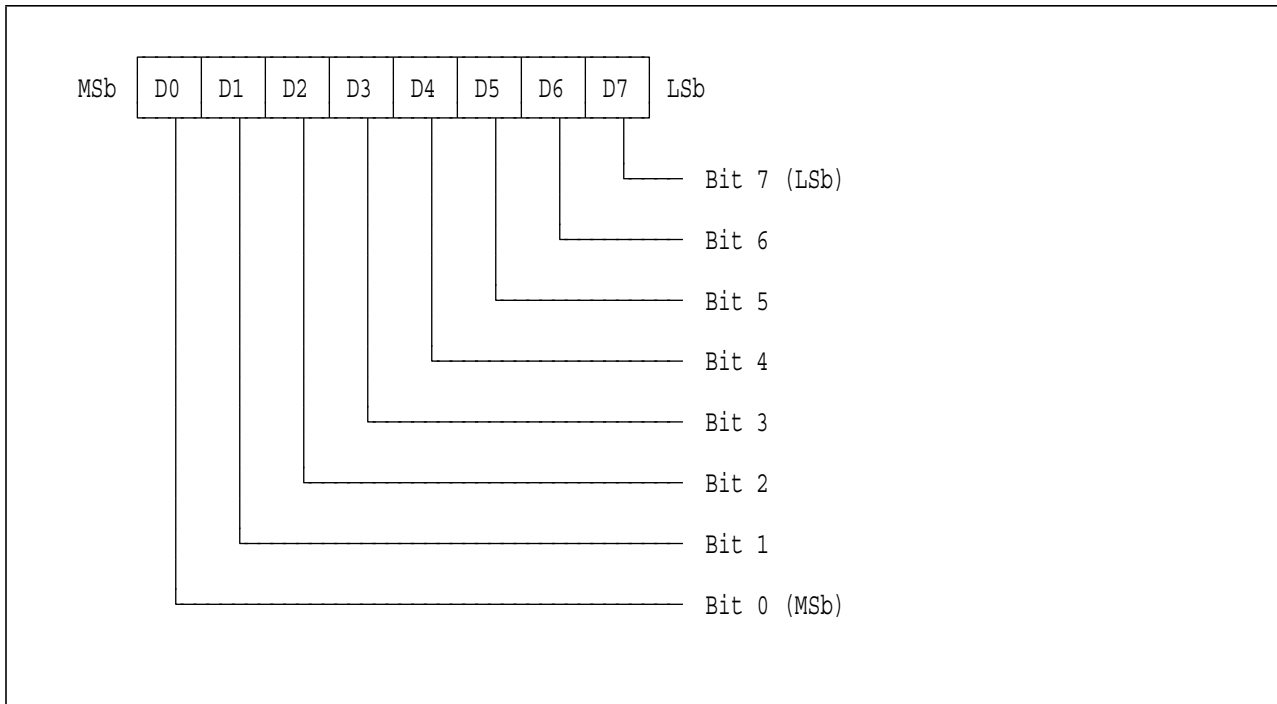 MSb D0 D1 D2 D3 D4 D5 D6 D7 LSb
Bit 7 (LSb)
Bit 6
Bit 5
Bit 4
Bit 3
Bit 2
Bit 1
Bit 0 (MSb)